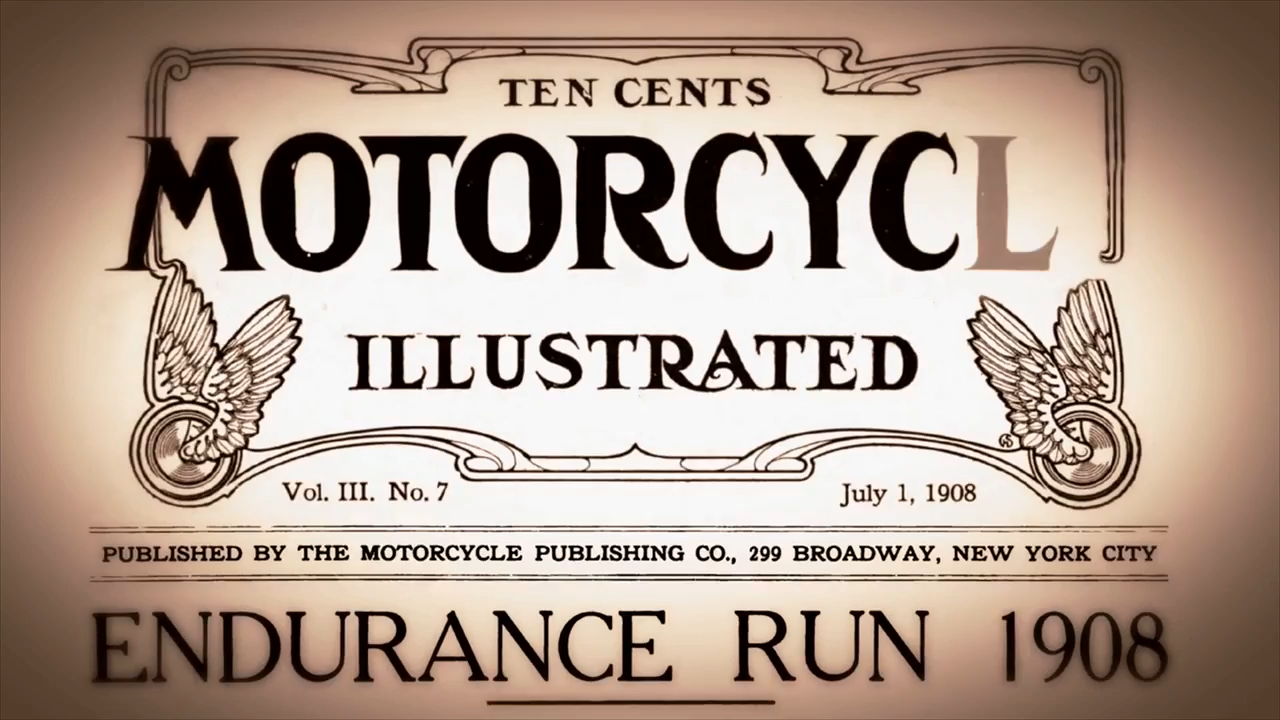 TEN CENTS
MOTORCYCL
ILLUSTRATED
Vol. III. No. 7 July 1, 1908
PUBLISHED BY THE MOTORCYCLE PUBLISHING CO., 299 BROADWAY, NEW YORK CITY
ENDURANCE RUN 1908